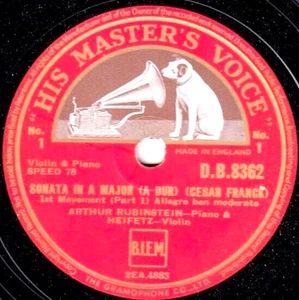 "HIS MASTER'S VOICE"
No. 1
No. 1
Violin & Piano
SPEED 78
MADE IN ENGLAND
D.B.8362
SONATA IN A MAJOR (A DUR) (CESAR FRANCK)
1st Movement (Part 1) Allegro ben moderato
ARTHUR RUBINSTEIN—Piano &
HEIFETZ—Violin
B.I.E.M.
2EA.4883
THE GRAMOPHONE CO., LTD.